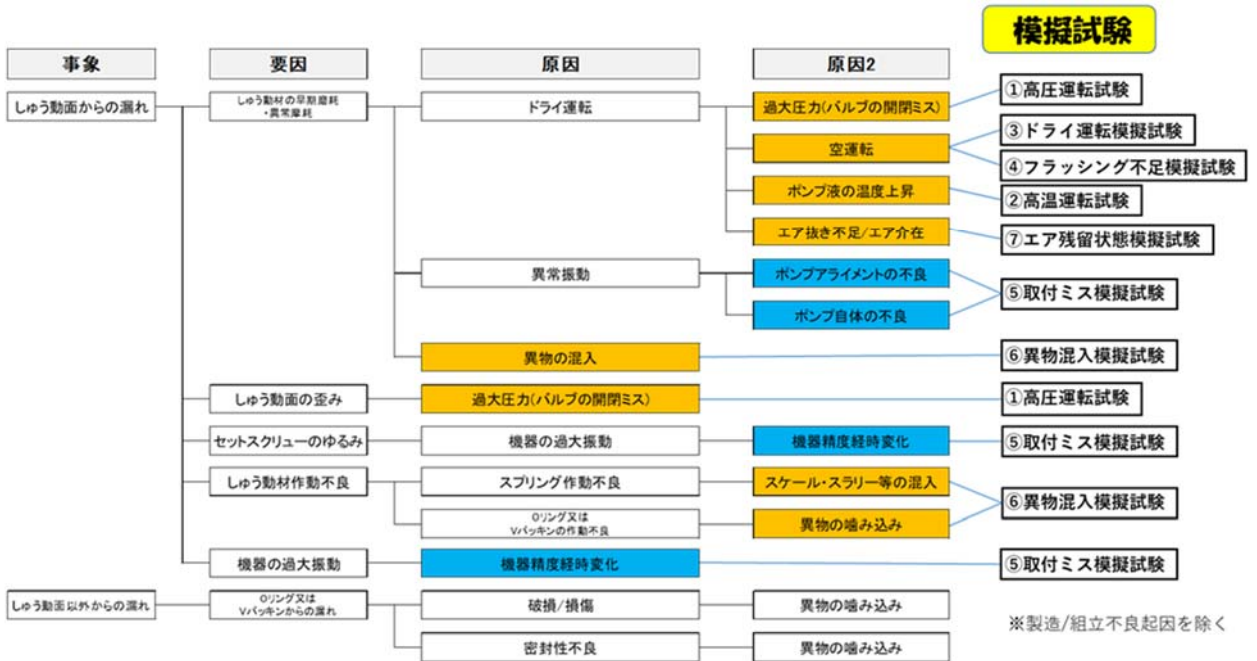 模擬試験
事象
要因
原因
原因2
しゅう動面からの漏れ
しゅう動材の早期磨耗
・異常摩耗
ドライ運転
過大圧力(バルブの開閉ミス)
①高圧運転試験
空運転
③ドライ運転模擬試験
④フラッシング不足模擬試験
ポンプ液の温度上昇
②高温運転試験
エア抜き不足/エア介在
⑦エア残留状態模擬試験
異常振動
ポンプアライメントの不良
ポンプ自体の不良
⑤取付ミス模擬試験
異物の混入
⑥異物混入模擬試験
しゅう動面の歪み
過大圧力(バルブの開閉ミス)
①高圧運転試験
セットスクリューのゆるみ
機器の過大振動
機器精度経時変化
⑤取付ミス模擬試験
しゅう動材作動不良
スプリング作動不良
スケール・スラリー等の混入
Oリング又は
Vパッキンの作動不良
異物の噛み込み
⑥異物混入模擬試験
機器の過大振動
機器精度経時変化
⑤取付ミス模擬試験
しゅう動面以外からの漏れ
Oリング又は
Vパッキンからの漏れ
破損/損傷
異物の噛み込み
密封性不良
異物の噛み込み
※製造/組立不良起因を除く